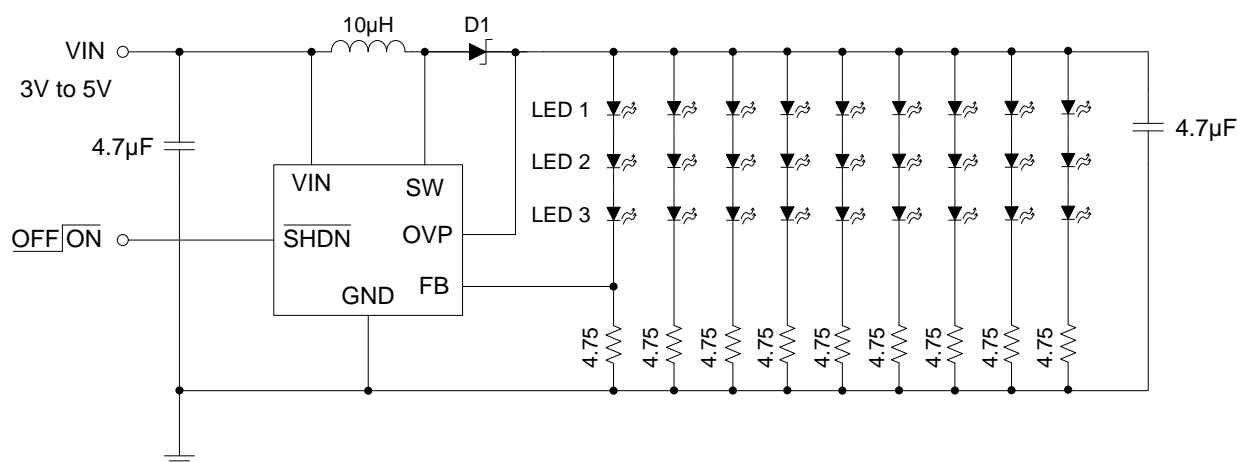 10µH
D1
VIN
3V to 5V
4.7µF
LED 1
LED 2
LED 3
4.7µF
VIN
SW
OFF ON
SHDN
OVP
FB
GND
4.75
4.75
4.75
4.75
4.75
4.75
4.75
4.75
4.75